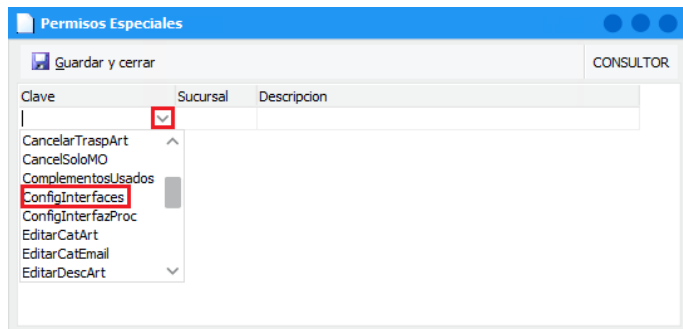 Permisos Especiales
Guardar y cerrar CONSULTOR
Clave Sucursal Descripcion
CancelarTraspArt
CancelSoloMO
ComplementosUsados
ConfigInterfaces
ConfigInterfazProc
EditarCatArt
EditarCatEmail
EditarDescArt